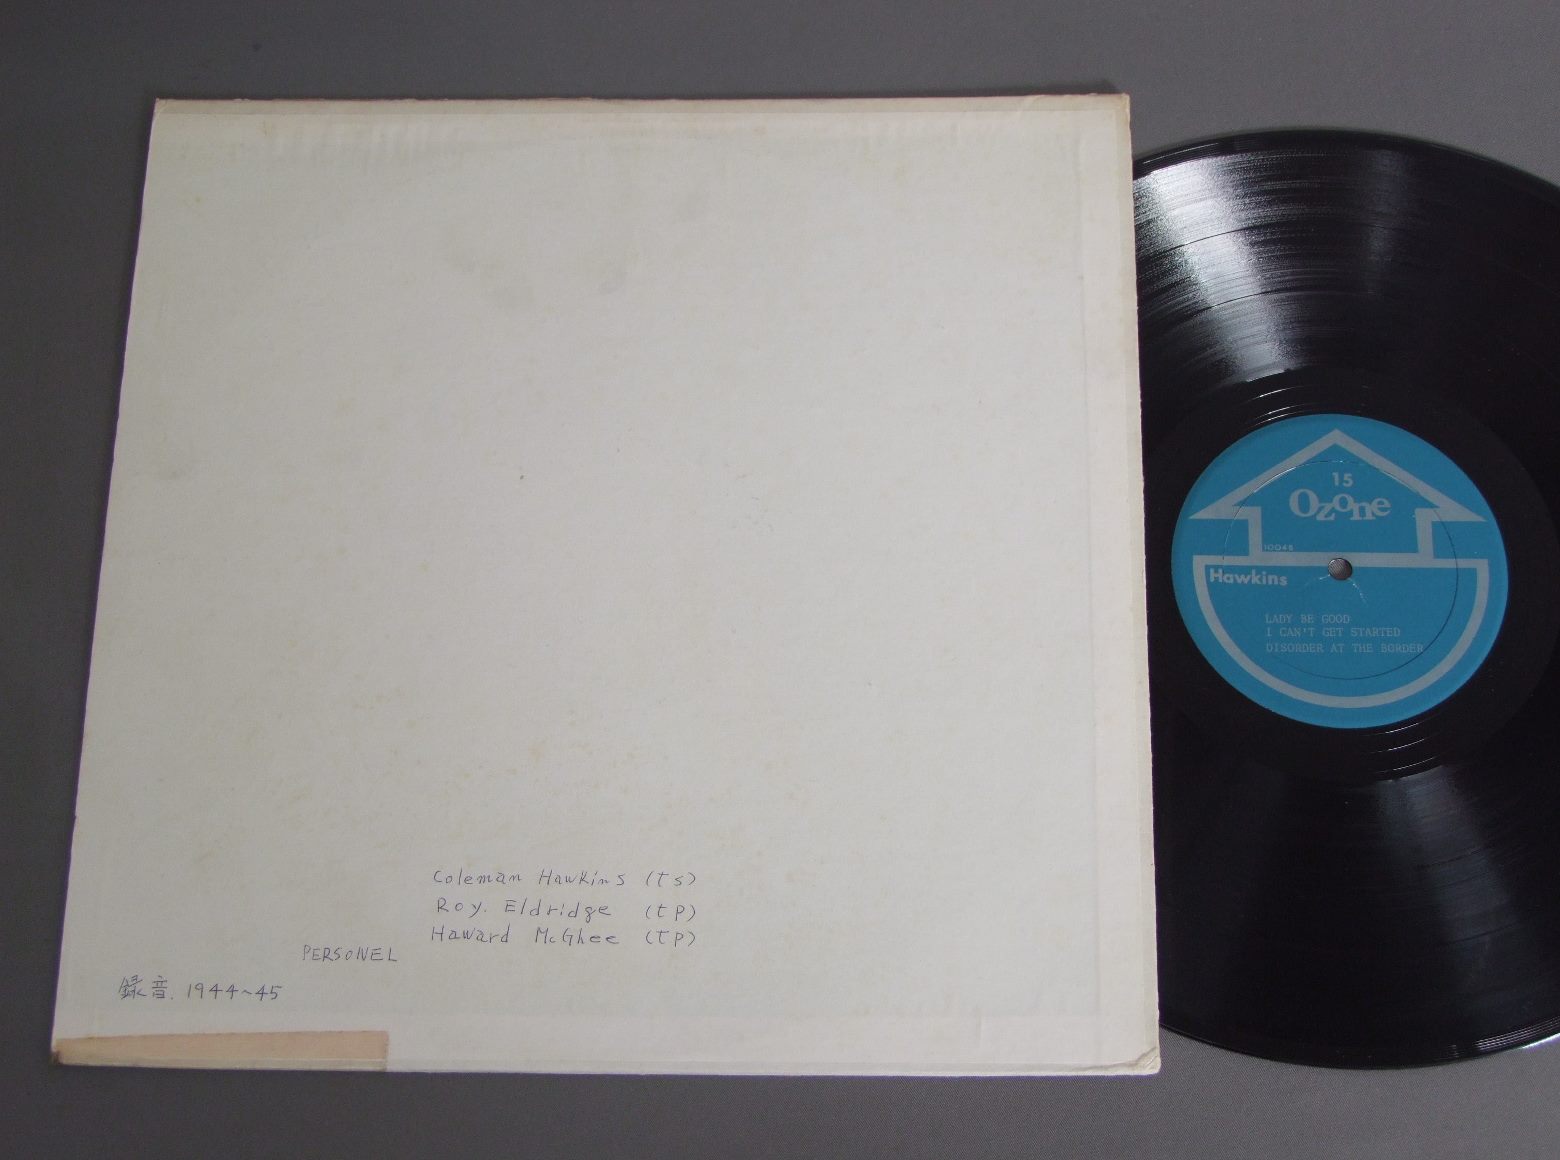 Coleman Hawkins (ts)
Roy. Eldridge (tp)
Haward McGhee (tp)
PERSONEL
録音. 1944~45
15
Ozone
10045
Hawkins
LADY BE GOOD
I CAN'T GET STARTED
DISORDER AT THE BORDER